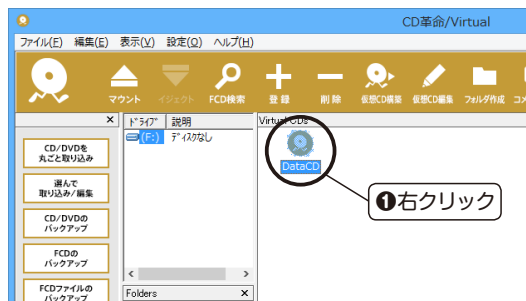 CD革命/Virtual
ファイル(F) 編集(E) 表示(V) 設定(O) ヘルプ(H)
マウント イジェクト FCD検索 登録 削除 仮想CD構築 仮想CD編集 フォルダ作成 コメ
× ドライブ 説明 Virtual CDs
(F:) ディスクなし
CD/DVDを
丸ごと取り込み
DataCD
選んで
取り込み/編集
❶右クリック
CD/DVDの
バックアップ
FCDの
バックアップ
FCDファイルの
バックアップ
Folders ×